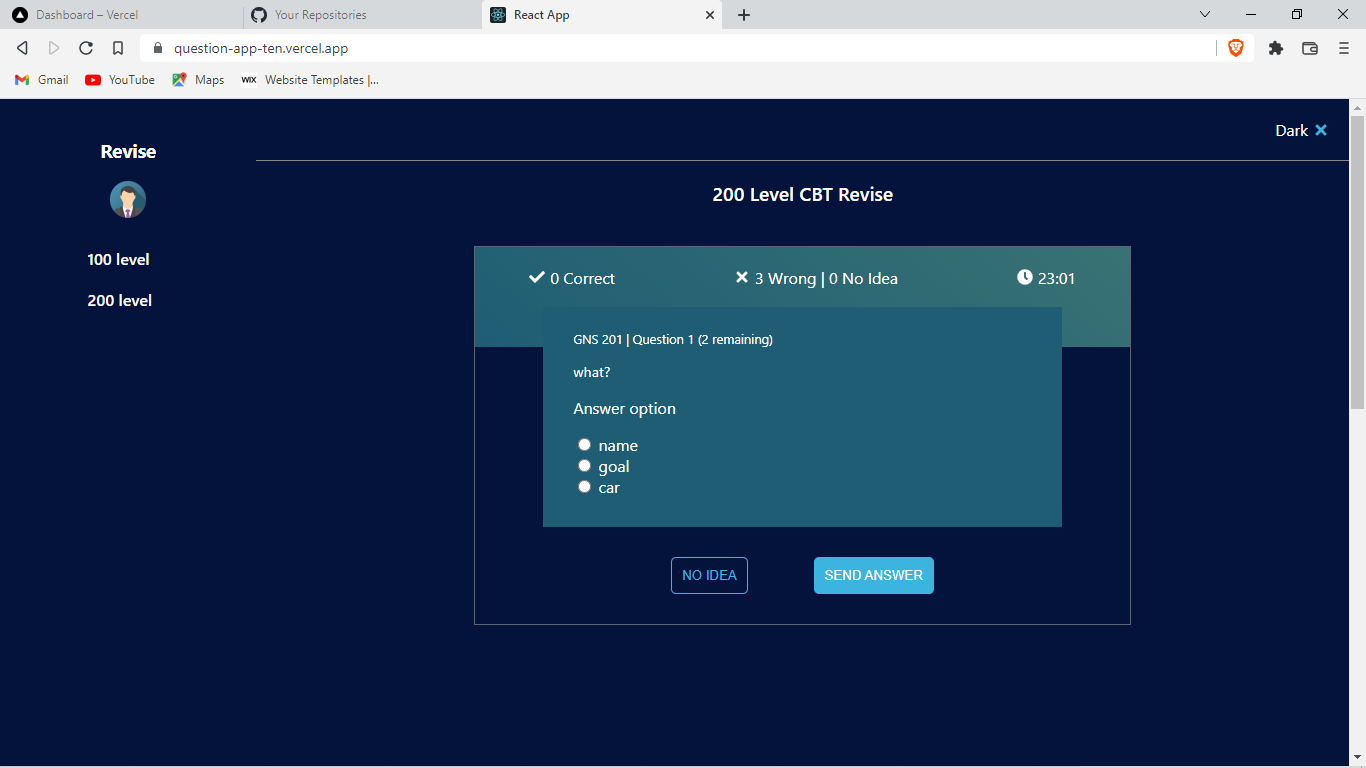 Dashboard – Vercel
Your Repositories
React App
question-app-ten.vercel.app
Gmail
YouTube
Maps
WIX Website Templates |...
Dark
Revise
200 Level CBT Revise
100 level
200 level
0 Correct
3 Wrong | 0 No Idea
23:01
GNS 201 | Question 1 (2 remaining)
what?
Answer option
name
goal
car
NO IDEA
SEND ANSWER